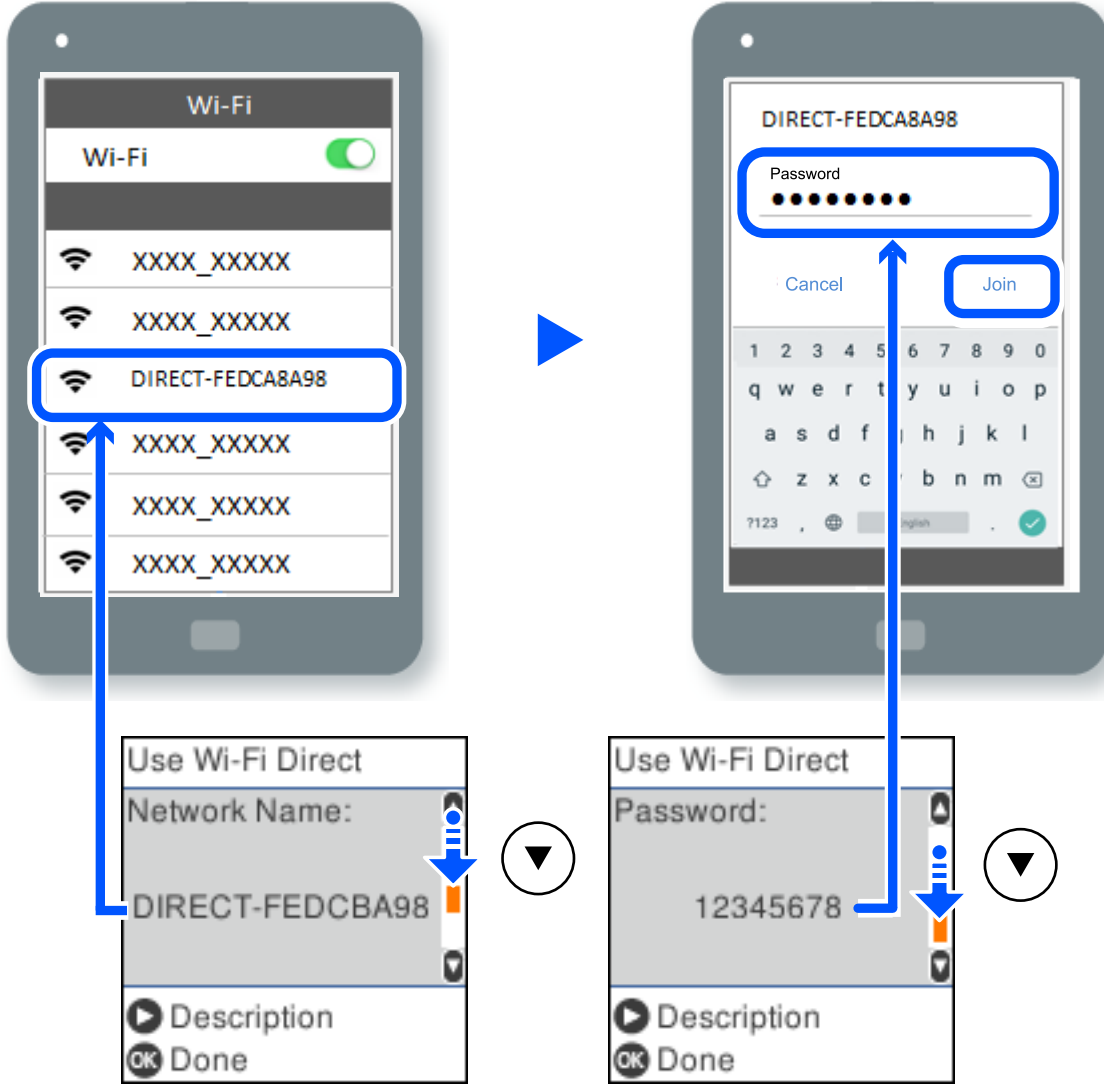 Wi-Fi
Wi-Fi
XXXX_XXXXX
XXXX_XXXXX
DIRECT-FEDCA8A98
XXXX_XXXXX
XXXX_XXXXX
XXXX_XXXXX
DIRECT-FEDCA8A98
Password
●●●●●●●●
Cancel Join
1 2 3 4 5 6 7 8 9 0
q w e r t y u i o p
a s d f h j k l
z x c b n m
?123 , .
Use Wi-Fi Direct
Network Name:
DIRECT-FEDCBA98
Description
OK Done
Use Wi-Fi Direct
Password:
12345678
Description
OK Done